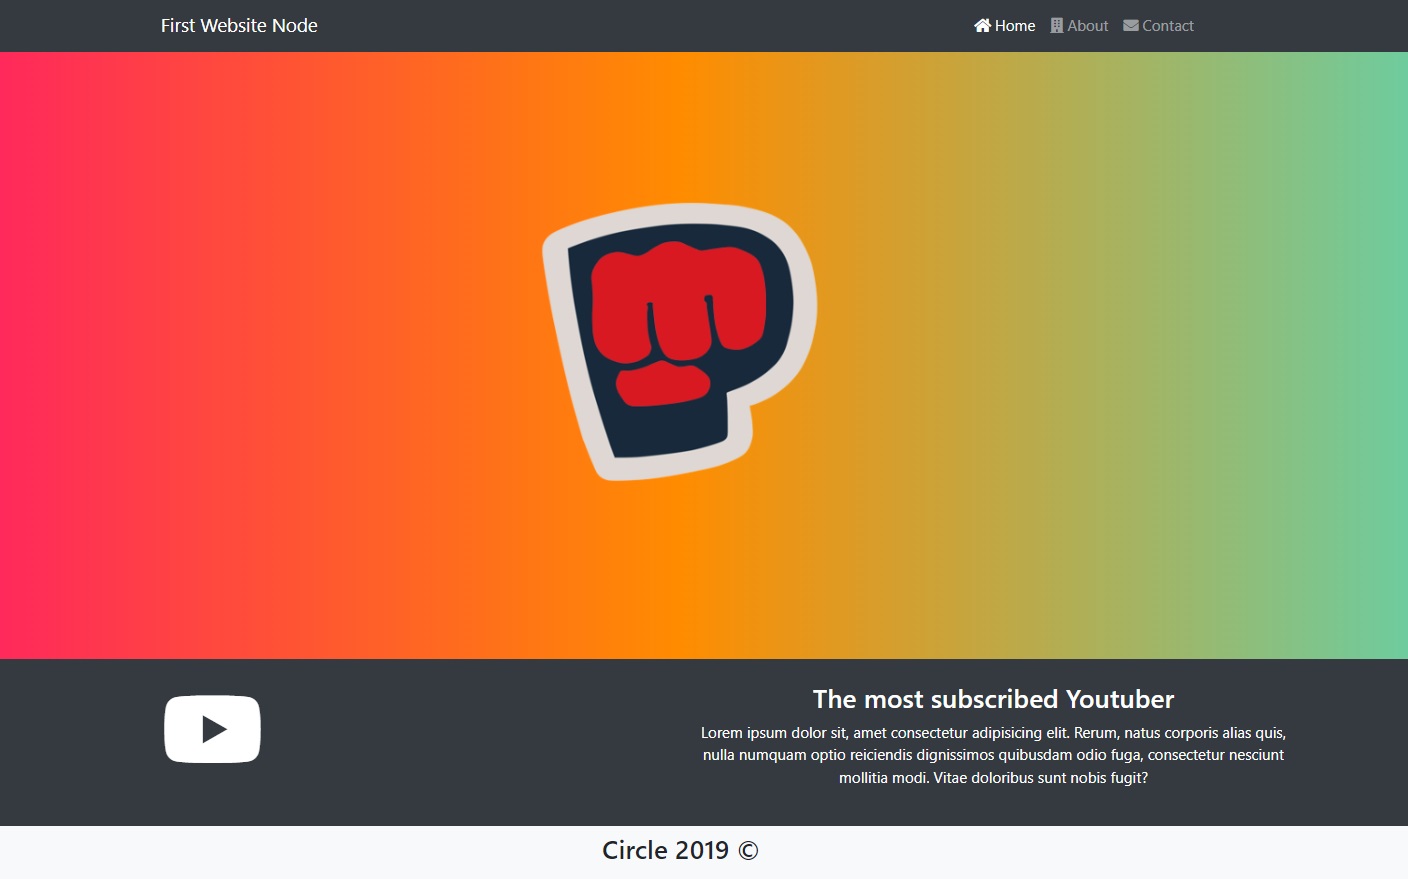 First Website Node
Home
About
Contact
The most subscribed Youtuber
Lorem ipsum dolor sit, amet consectetur adipisicing elit. Rerum, natus corporis alias quis,
nulla numquam optio reiciendis dignissimos quibusdam odio fuga, consectetur nesciunt
mollitia modi. Vitae doloribus sunt nobis fugit?
Circle 2019 ©